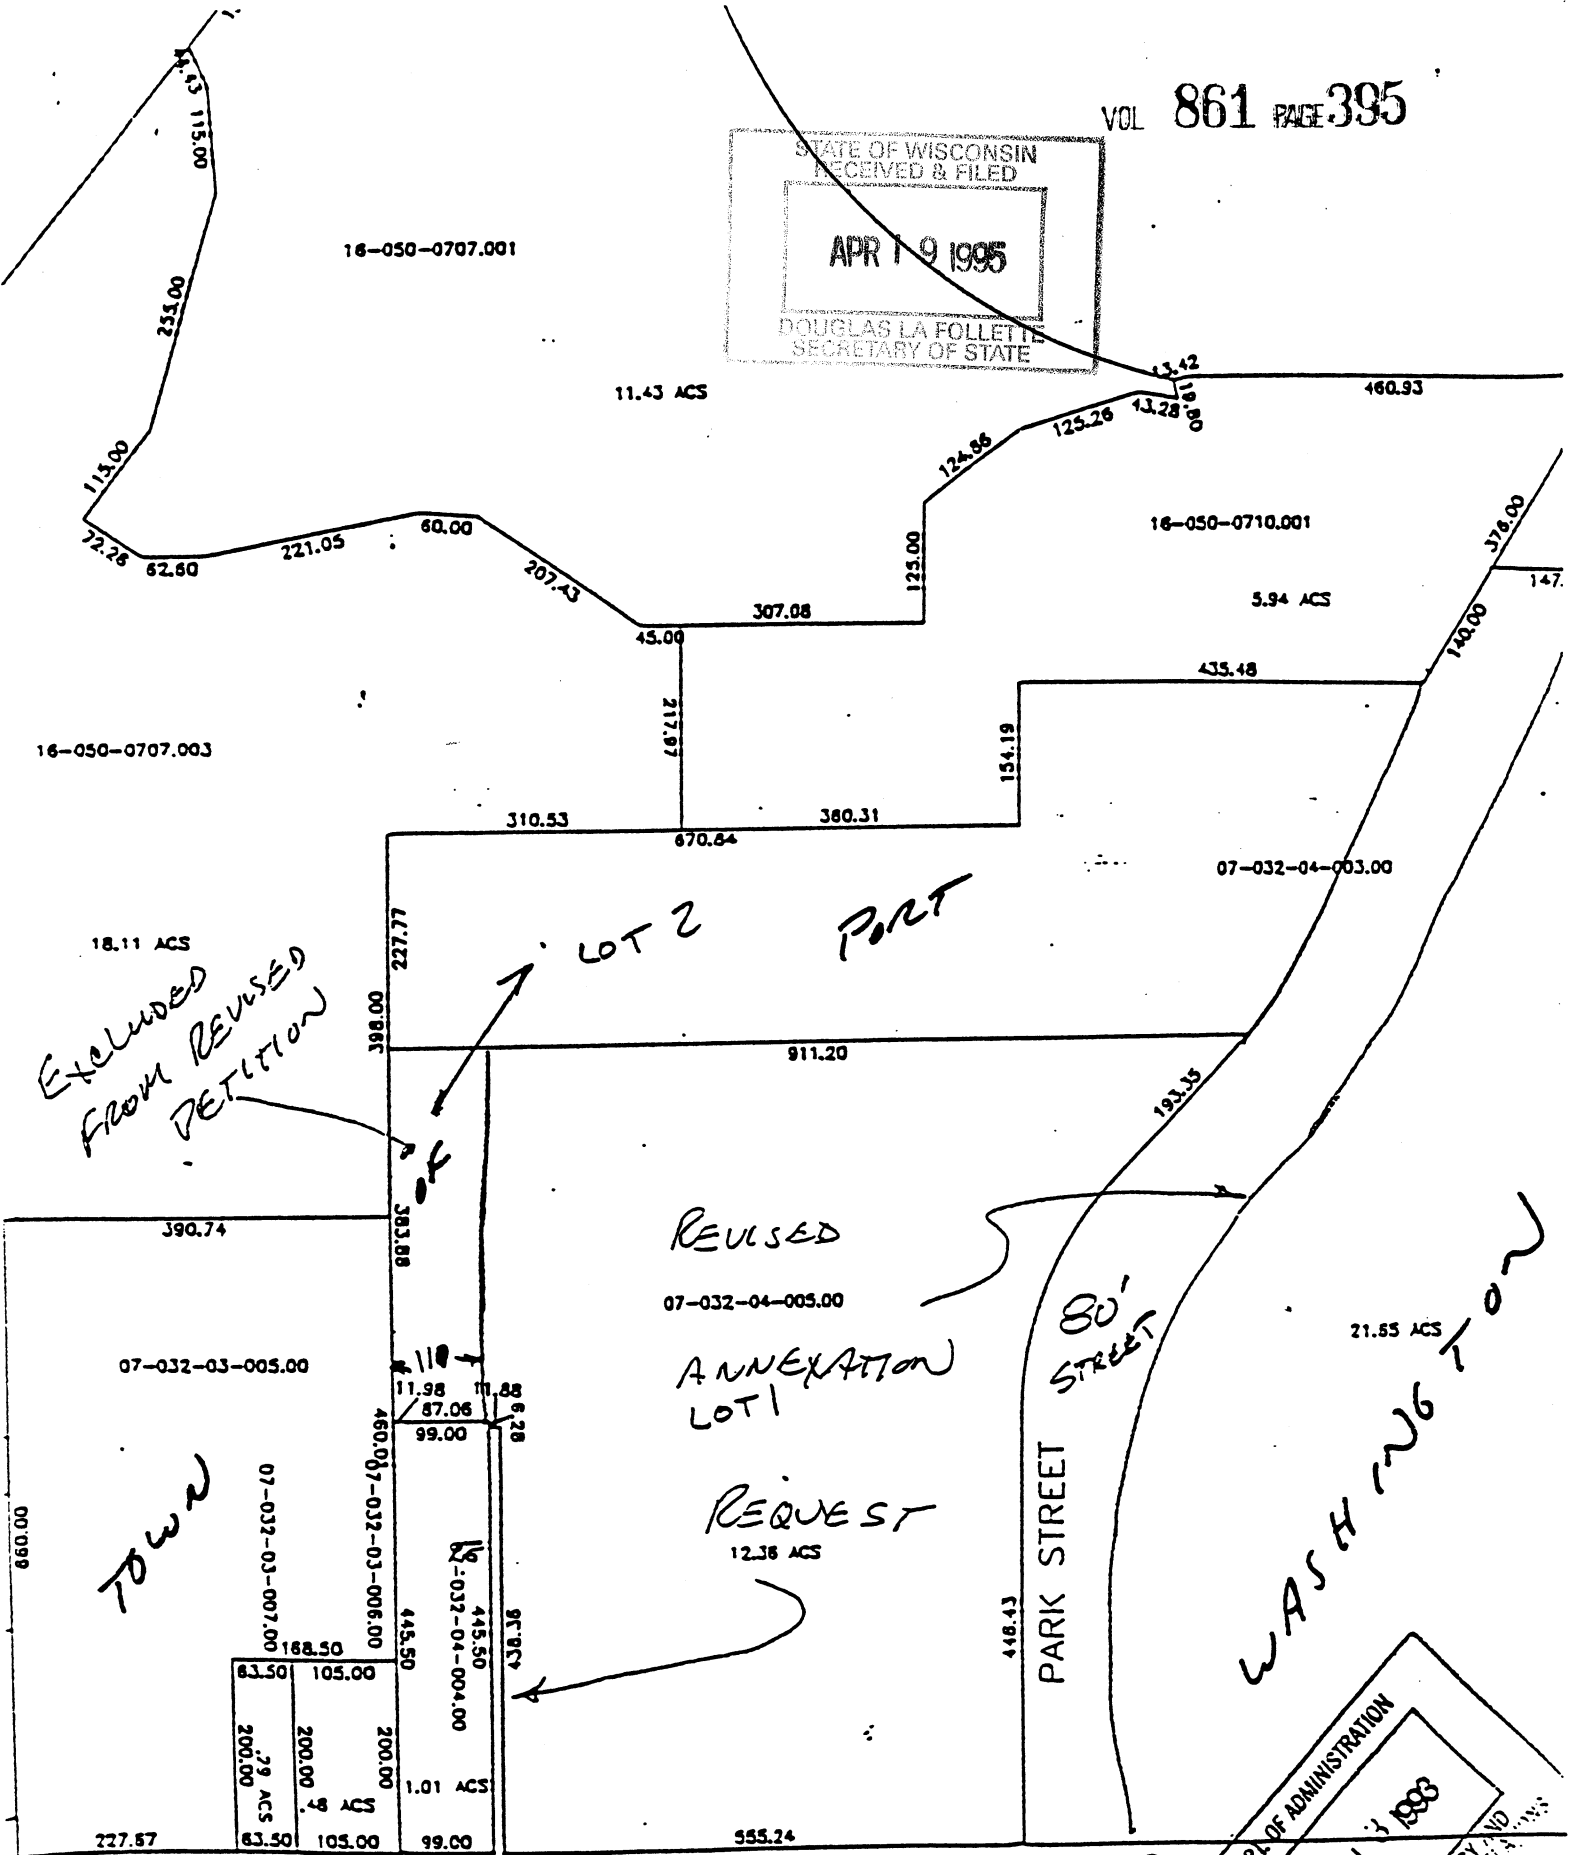 VOL 861 PAGE 395
STATE OF WISCONSIN
RECEIVED & FILED
APR 19 1995
DOUGLAS LA FOLLETTE
SECRETARY OF STATE
115.00
16-050-0707.001
255.00
11.43 ACS
13.42
19.80
460.93
43.28
125.26
124.86
115.00
72.26
62.60
221.05
60.00
207.43
125.00
16-050-0710.001
376.00
147.
5.94 ACS
140.00
307.08
45.00
435.48
217.97
154.19
16-050-0707.003
310.53
380.31
670.84
07-032-04-003.00
227.77
LOT 2
PORT
18.11 ACS
EXCLUDED
FROM REVISED
PETITION
398.00
911.20
193.35
OF
390.74
383.88
REVISED
07-032-04-005.00
80'
STREET
21.55 ACS
07-032-03-005.00
110
ANNEXATION
LOT 1
11.98
11.88
87.06
6.28
99.00
460.01
WASHINGTON
TOWN
07-032-03-007.00
07-032-03-006.00
-032-04-004.00
REQUEST
12.36 ACS
PARK STREET
660.00
445.50
445.50
439.36
448.43
168.50
63.50
105.00
200.00
200.00
200.00
.79 ACS
.48 ACS
1.01 ACS
227.87
63.50
105.00
99.00
555.24
OF ADMINISTRATION
3 1993